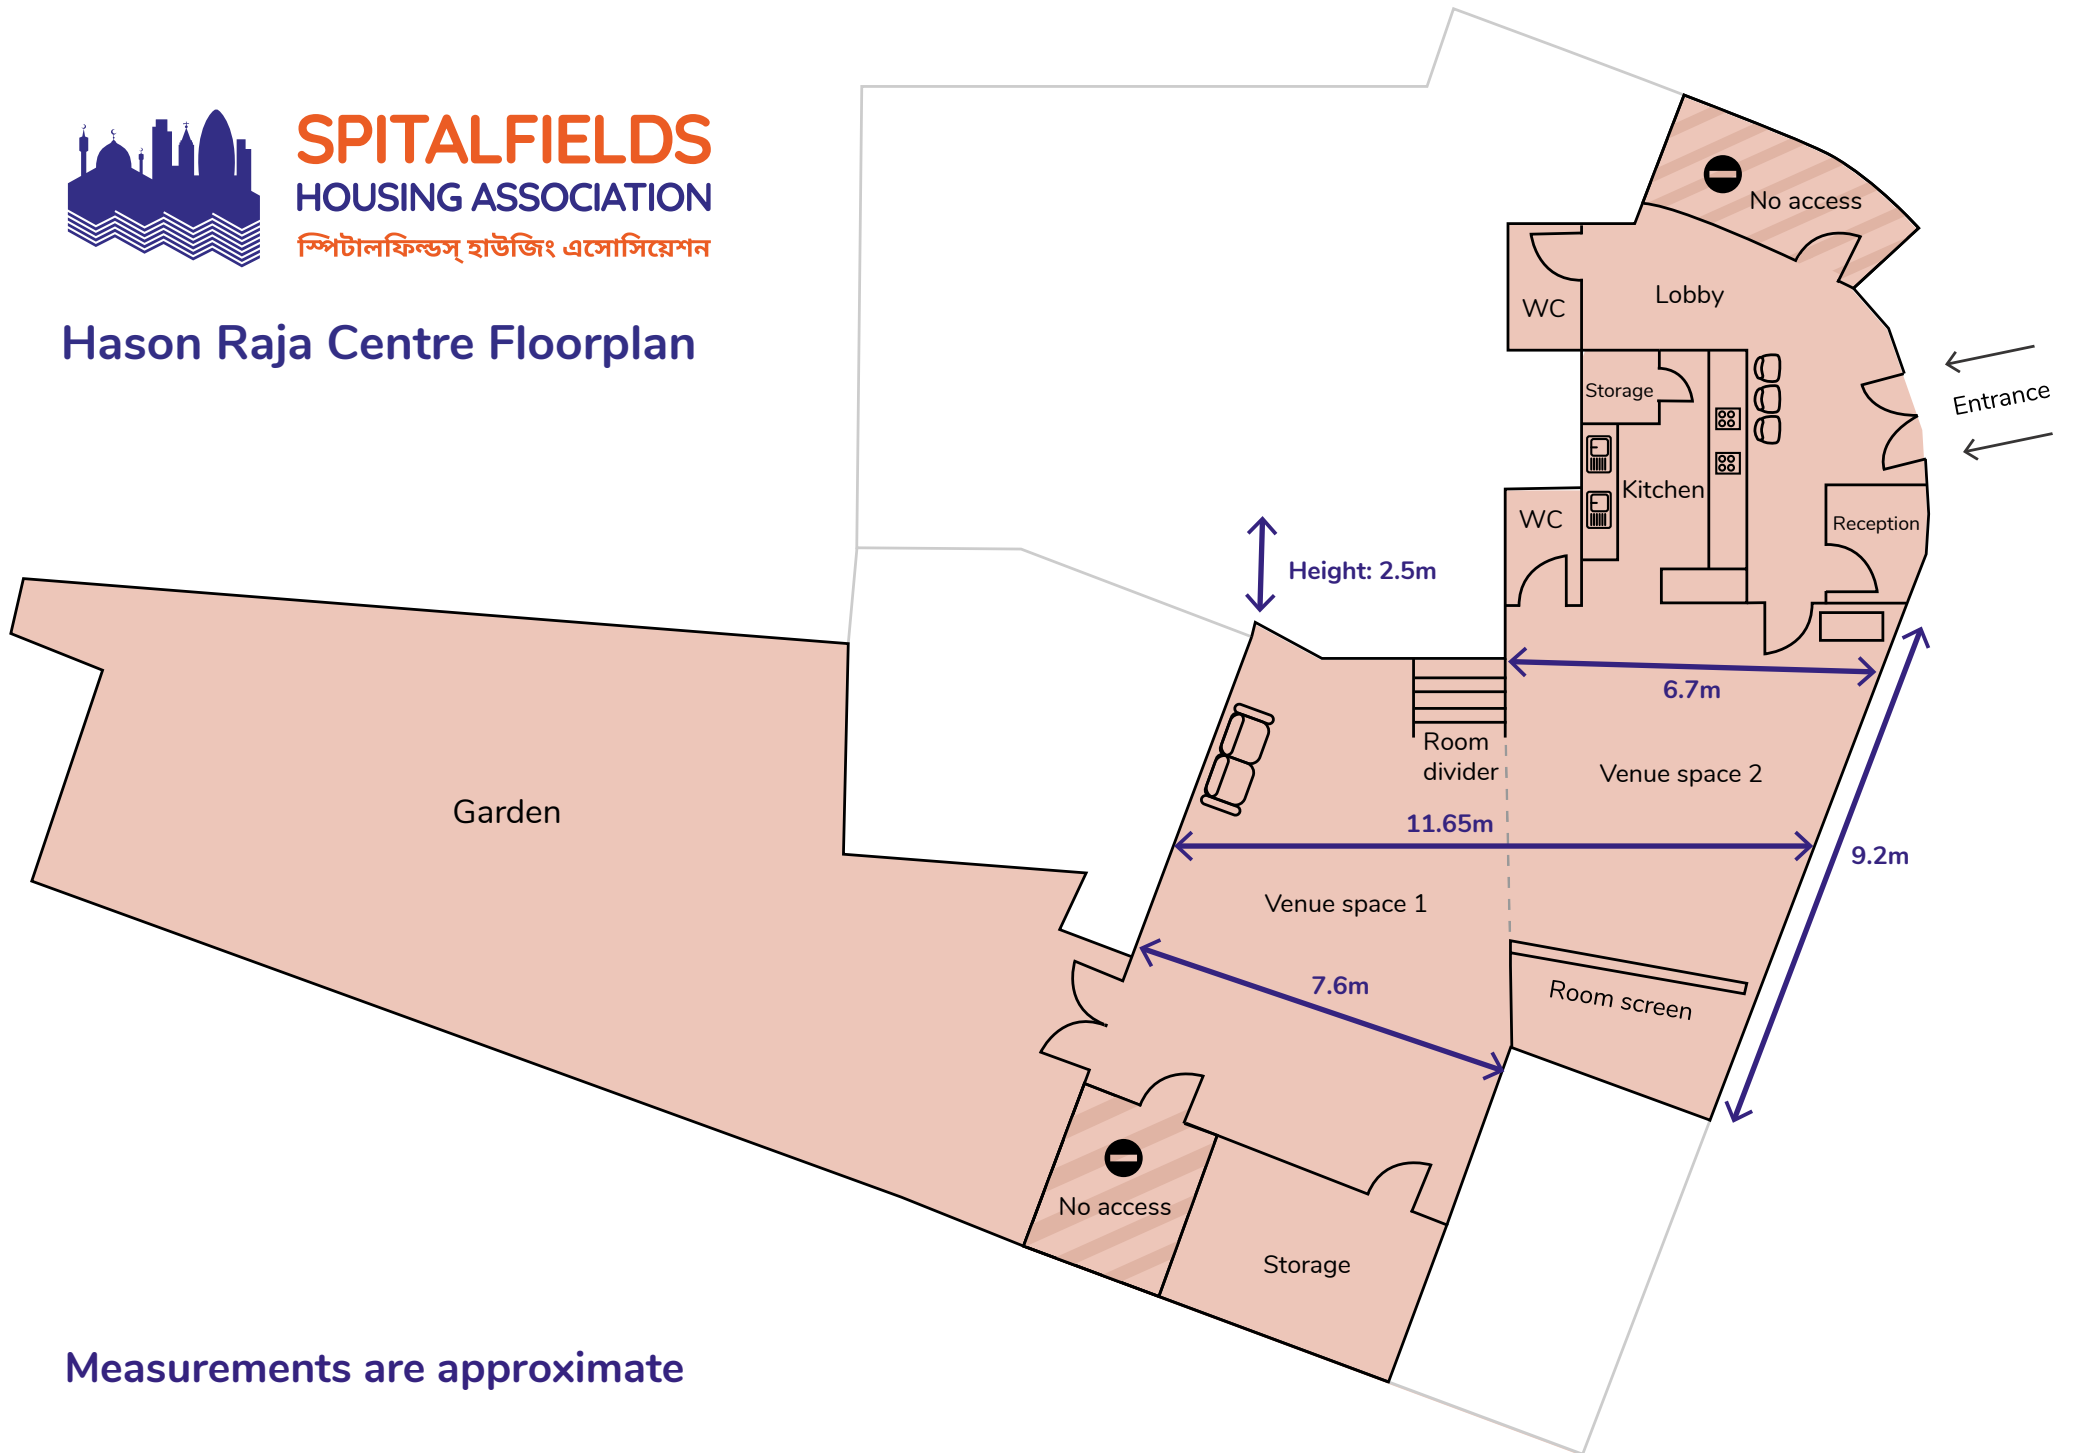 SPITALFIELDS
HOUSING ASSOCIATION
স্পিটালফিল্ডস্ হাউজিং এসোসিয়েশন
Hason Raja Centre Floorplan
No access
Lobby
WC
Entrance
Storage
Kitchen
WC
Reception
Height: 2.5m
6.7m
Room
divider
Venue space 2
Garden
11.65m
9.2m
Venue space 1
7.6m
Room screen
No access
Storage
Measurements are approximate